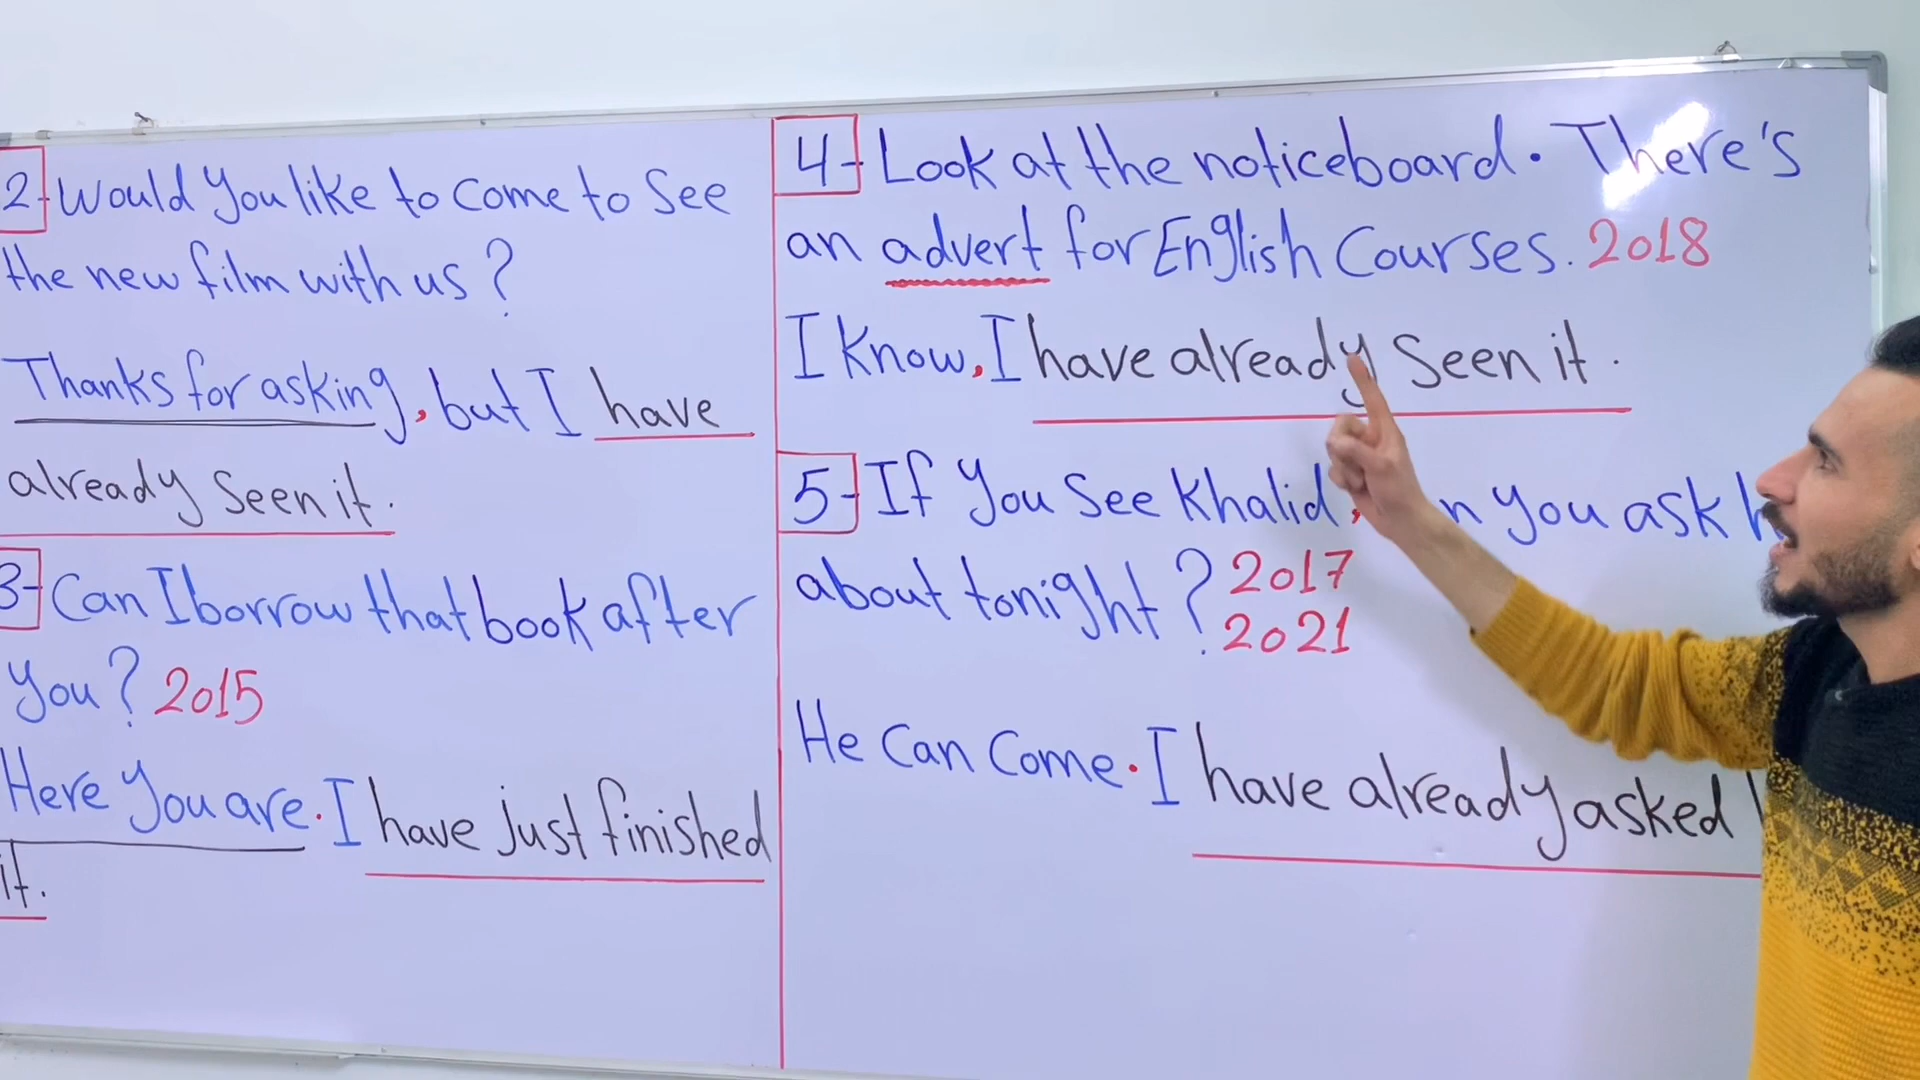 2- Would you like to come to see
the new film with us?
Thanks for asking, but I have
already seen it.
3- Can I borrow that book after
you? 2015
Here you are. I have just finished
it.
4- Look at the noticeboard. There's
an advert for English Courses. 2018
I know, I have already seen it.
5- If you see Khalid, you ask
about tonight? 2017
2021
He can come. I have already asked